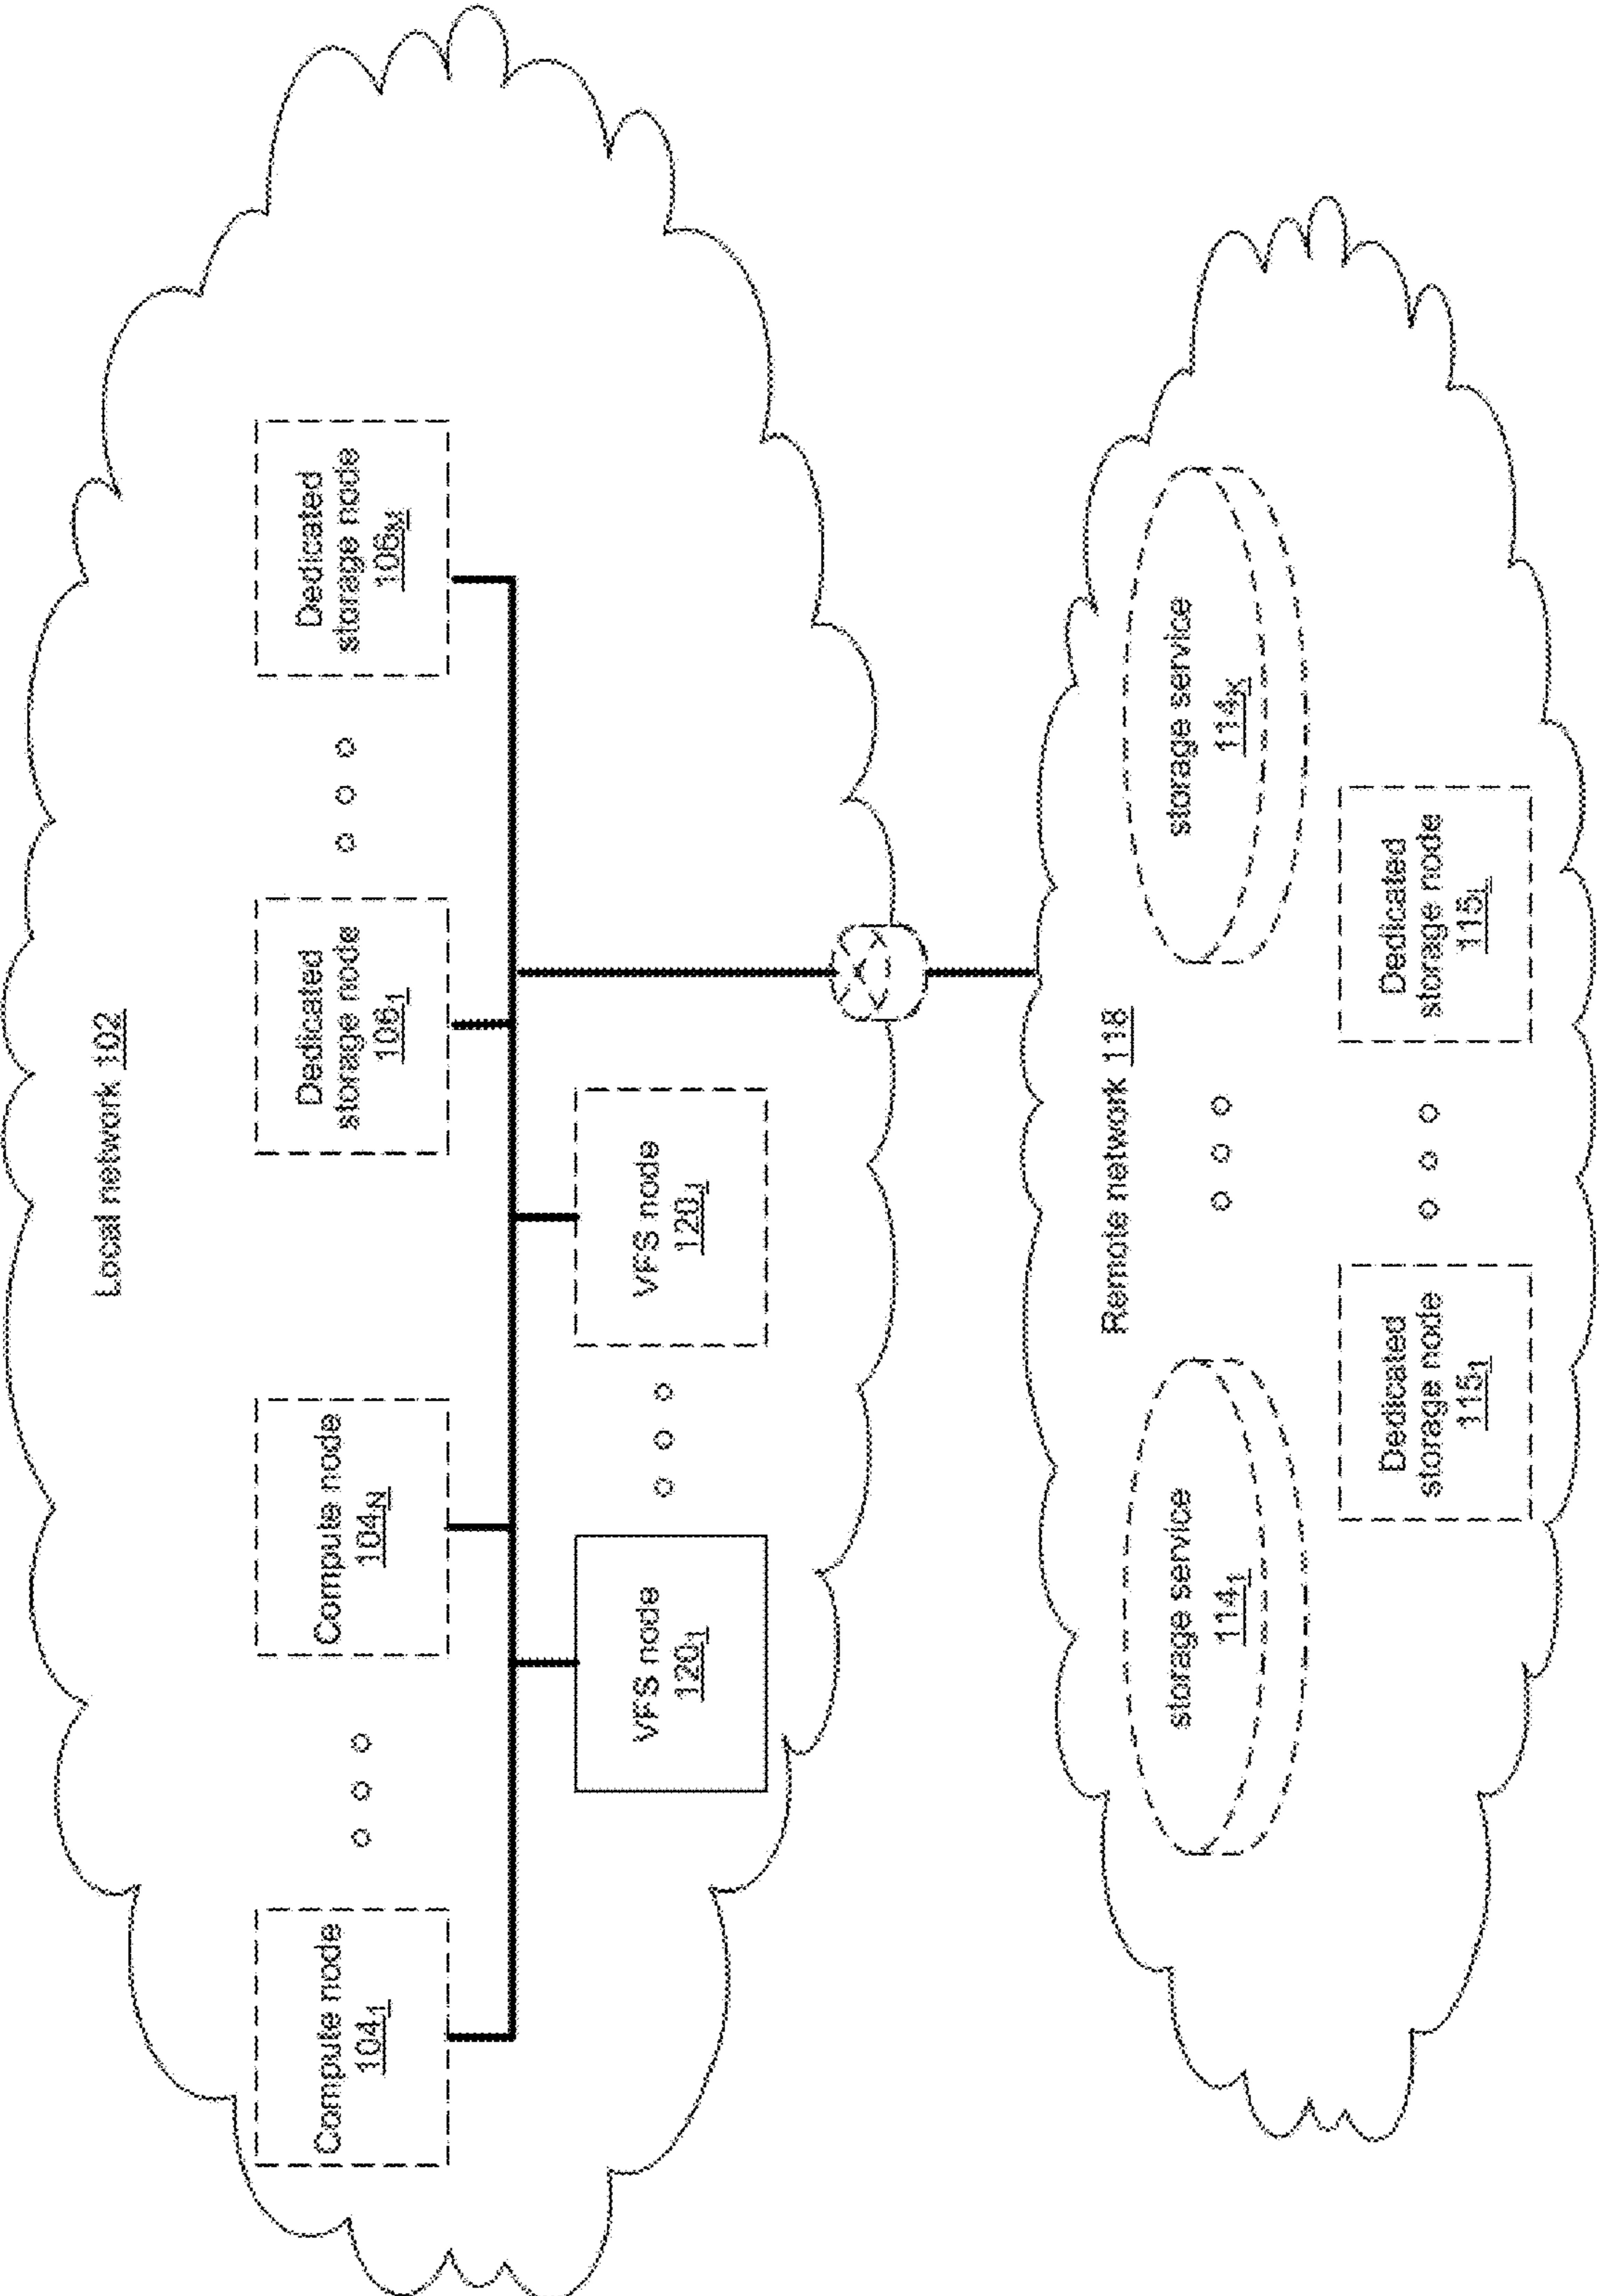 Local network 102
Compute node
104₁
Compute node
104N
Dedicated
storage node
106₁
Dedicated
storage node
106M
VFS node
120₁
VFS node
120J
Remote network 118
storage service
114₁
storage service
114K
Dedicated
storage node
115₁
Dedicated
storage node
115L